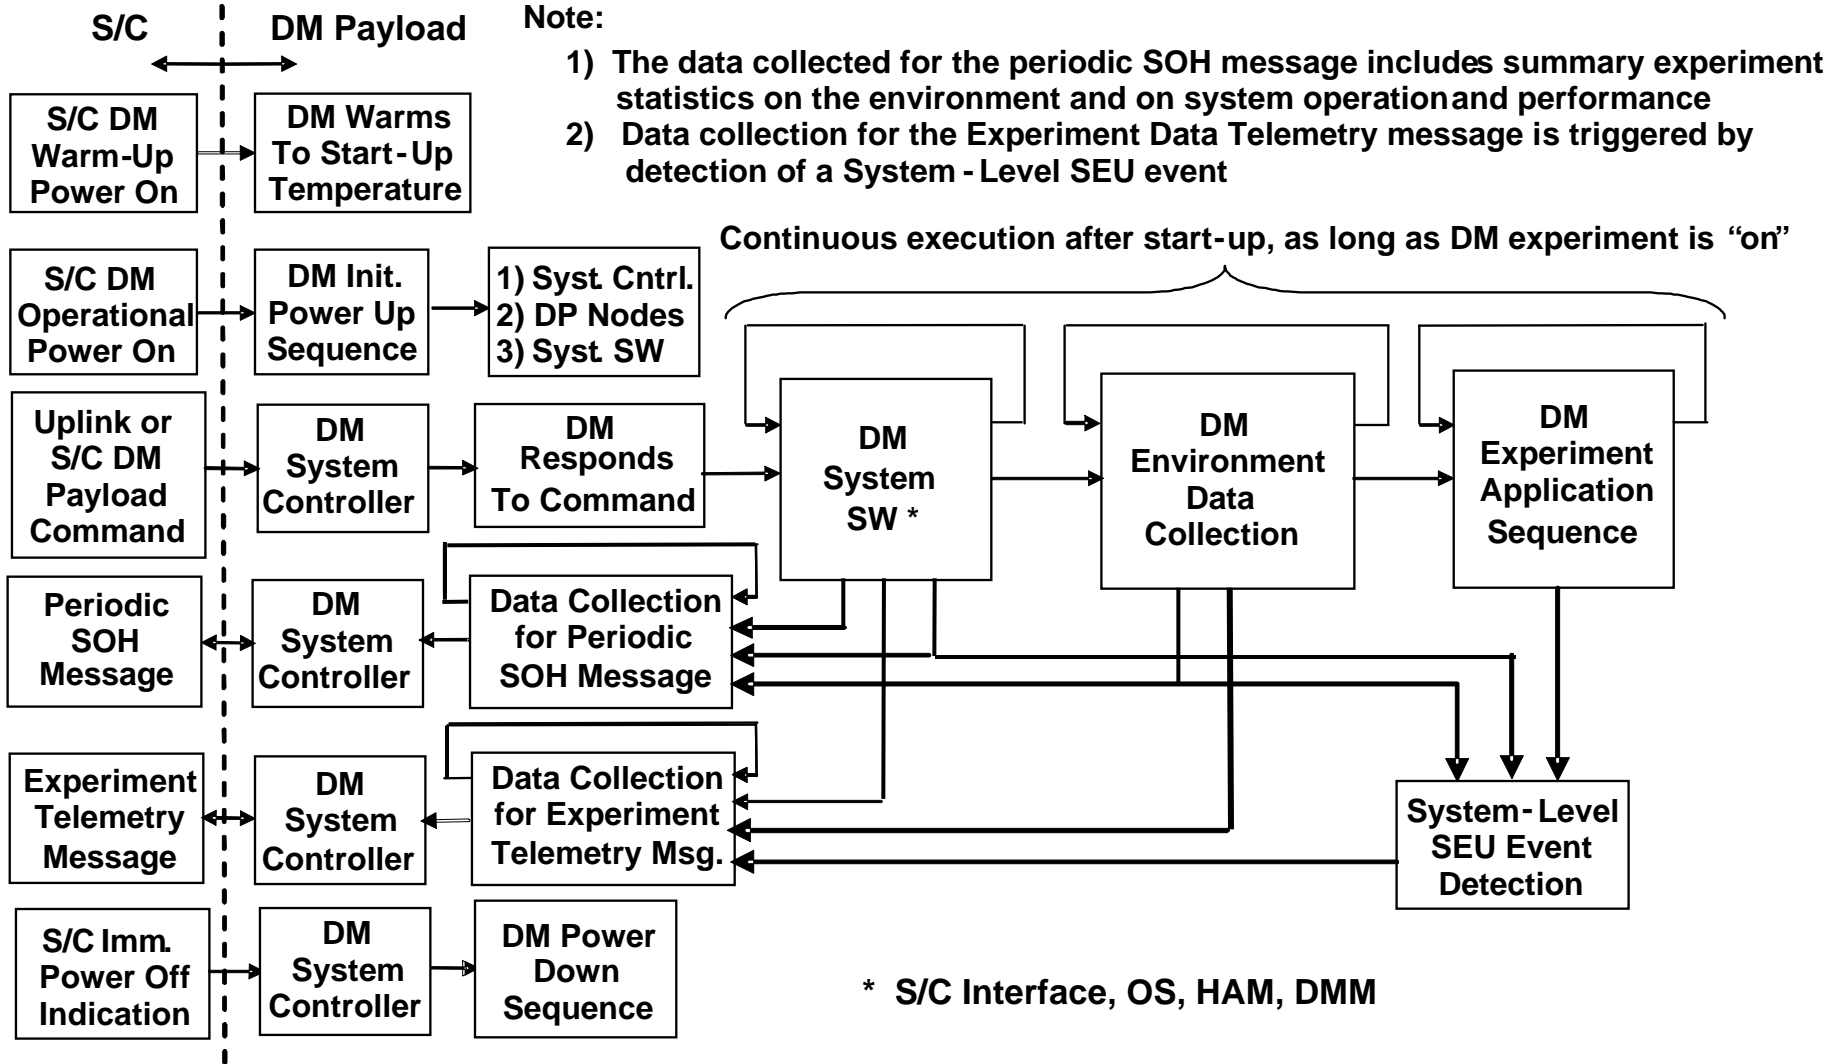 S/C
DM Payload
Note:
1) The data collected for the periodic SOH message includes summary experiment
statistics on the environment and on system operation and performance
2) Data collection for the Experiment Data Telemetry message is triggered by
detection of a System - Level SEU event
S/C DM
Warm-Up
Power On
DM Warms
To Start-Up
Temperature
Continuous execution after start-up, as long as DM experiment is “on”
S/C DM
Operational
Power On
DM Init.
Power Up
Sequence
1) Syst. Cntrl.
2) DP Nodes
3) Syst. SW
Uplink or
S/C DM
Payload
Command
DM
System
Controller
DM
Responds
To Command
DM
System
SW *
DM
Environment
Data
Collection
DM
Experiment
Application
Sequence
Periodic
SOH
Message
DM
System
Controller
Data Collection
for Periodic
SOH Message
Experiment
Telemetry
Message
DM
System
Controller
Data Collection
for Experiment
Telemetry Msg.
System-Level
SEU Event
Detection
S/C Imm.
Power Off
Indication
DM
System
Controller
DM Power
Down
Sequence
* S/C Interface, OS, HAM, DMM